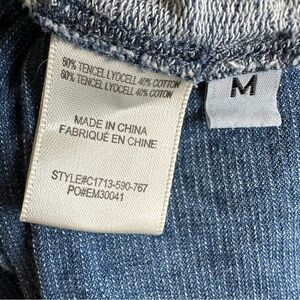 60% TENCEL LYOCELL 40% COTTON
60% TENCEL LYOCELL 40% COTON
MADE IN CHINA
FABRIQUÉ EN CHINE
STYLE#C1713-590-767
PO#EM30041
M